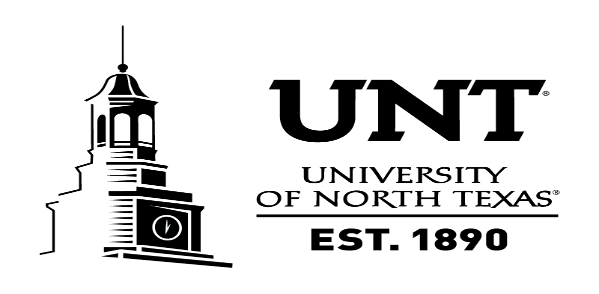 UNT®
UNIVERSITY
OF NORTH TEXAS®
EST. 1890